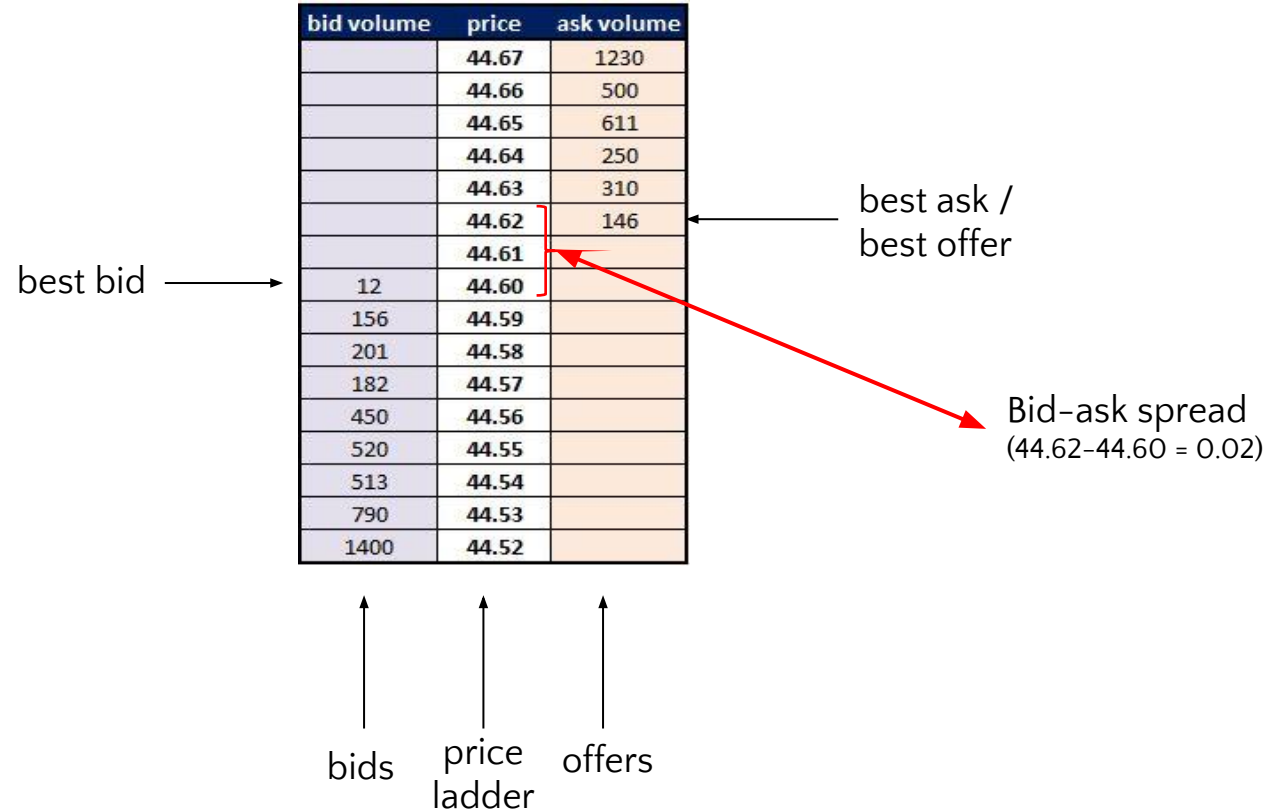 bid volume price ask volume
44.67 1230
44.66 500
44.65 611
44.64 250
44.63 310
44.62 146
44.61
12 44.60
156 44.59
201 44.58
182 44.57
450 44.56
520 44.55
513 44.54
790 44.53
1400 44.52
best ask /
best offer
best bid
Bid-ask spread
(44.62-44.60 = 0.02)
bids
price
ladder
offers